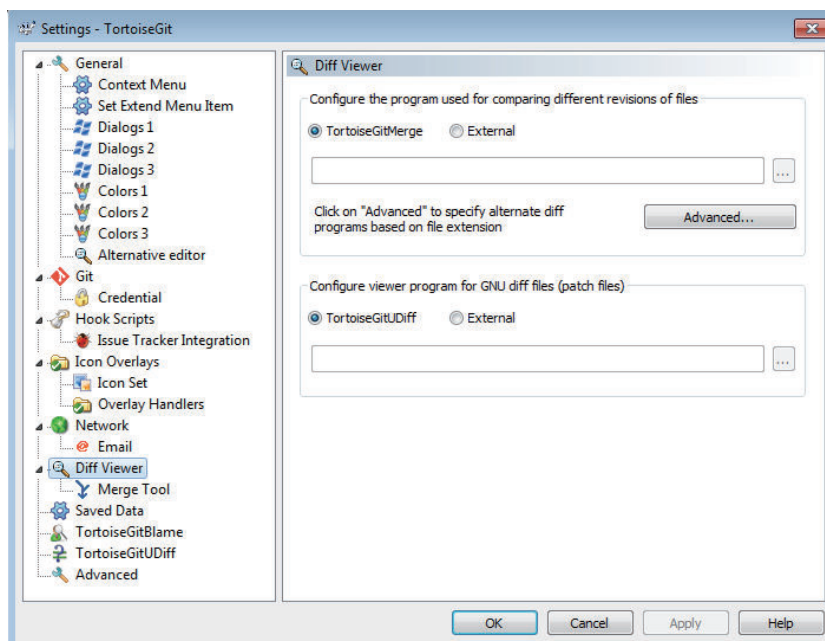 Settings - TortoiseGit
General
Context Menu
Set Extend Menu Item
Dialogs 1
Dialogs 2
Dialogs 3
Colors 1
Colors 2
Colors 3
Alternative editor
Git
Credential
Hook Scripts
Issue Tracker Integration
Icon Overlays
Icon Set
Overlay Handlers
Network
Email
Diff Viewer
Merge Tool
Saved Data
TortoiseGitBlame
TortoiseGitUDiff
Advanced
Diff Viewer
Configure the program used for comparing different revisions of files
TortoiseGitMerge External
...
Click on "Advanced" to specify alternate diff
programs based on file extension
Advanced...
Configure viewer program for GNU diff files (patch files)
TortoiseGitUDiff External
...
OK Cancel Apply Help